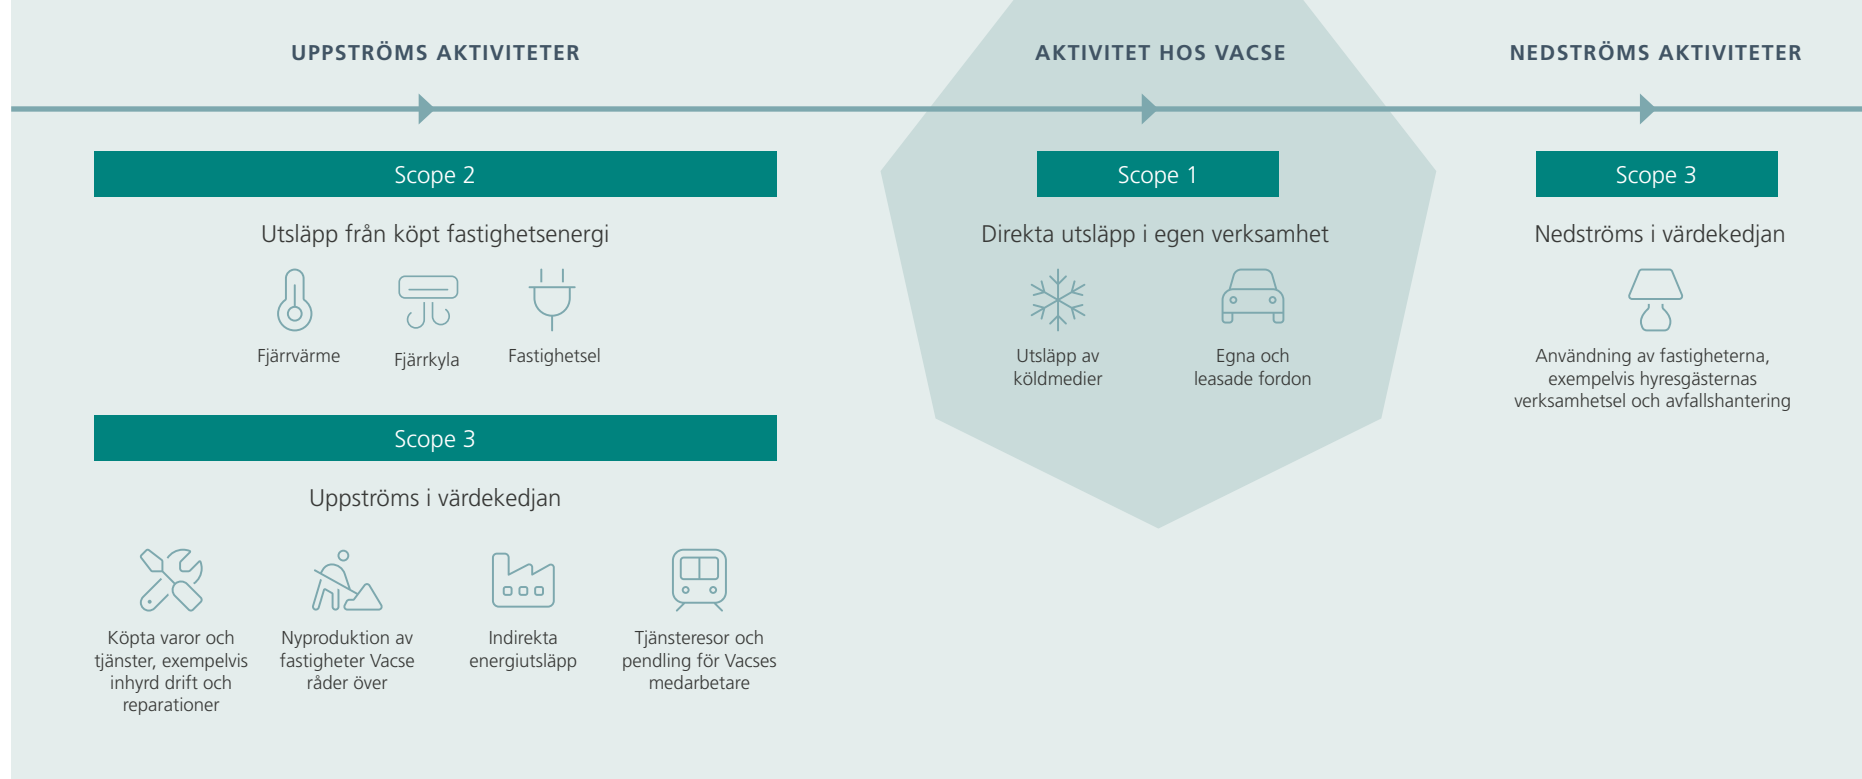 UPPSTRÖMS AKTIVITETER
Scope 2
Utsläpp från köpt fastighetsenergi
Fjärrvärme
Fjärrkyla
Fastighetsel
Scope 3
Uppströms i värdekedjan
Köpta varor och
tjänster, exempelvis
inhyrd drift och
reparationer
Nyproduktion av
fastigheter Vacse
råder över
Indirekta
energiutsläpp
Tjänsteresor och
pendling för Vacses
medarbetare
AKTIVITET HOS VACSE
Scope 1
Direkta utsläpp i egen verksamhet
Utsläpp av
köldmedier
Egna och
leasade fordon
NEDSTRÖMS AKTIVITETER
Scope 3
Nedströms i värdekedjan
Användning av fastigheterna,
exempelvis hyresgästernas
verksamhetsel och avfallshantering